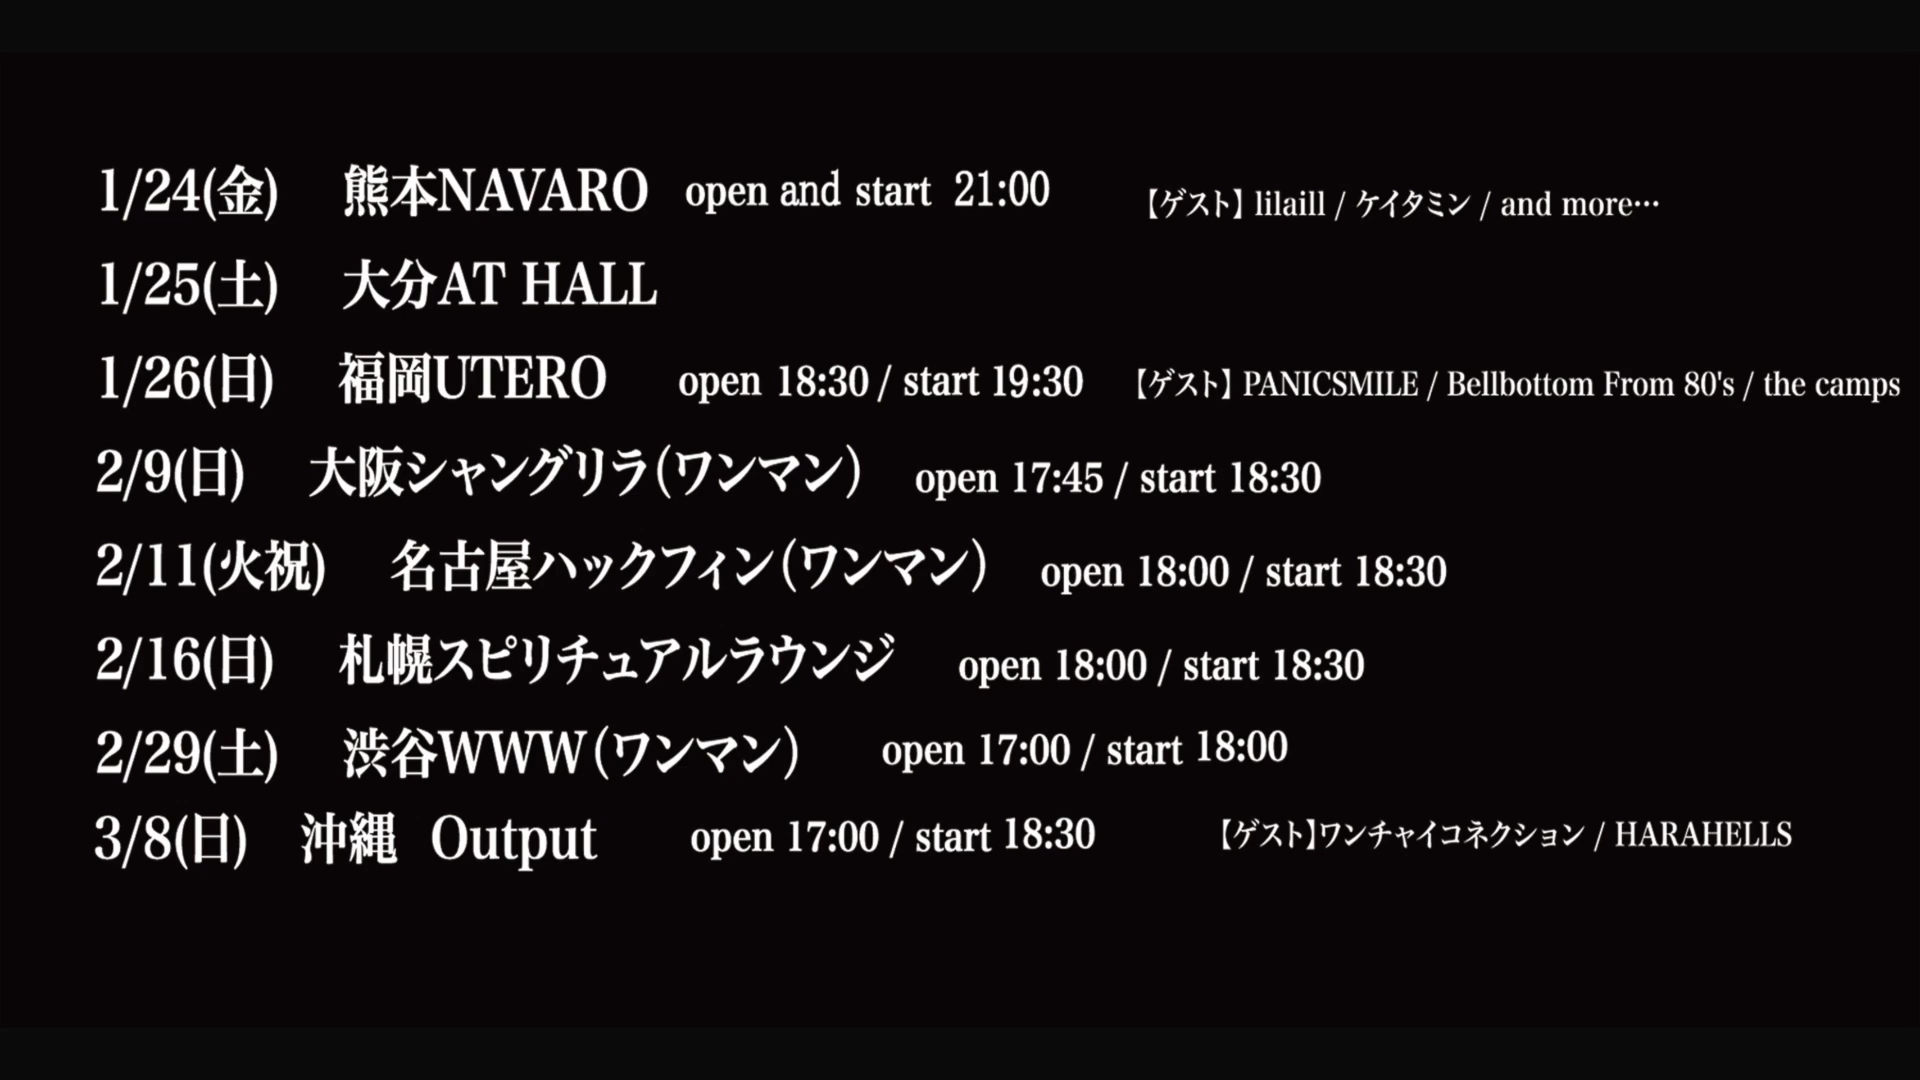 1/24(金) 熊本NAVARO open and start 21:00 【ゲスト】 lilaill / ケイタミン / and more…
1/25(土) 大分AT HALL
1/26(日) 福岡UTERO open 18:30 / start 19:30 【ゲスト】 PANICSMILE / Bellbottom From 80's / the camps
2/9(日) 大阪シャングリラ(ワンマン) open 17:45 / start 18:30
2/11(火祝) 名古屋ハックフィン(ワンマン) open 18:00 / start 18:30
2/16(日) 札幌スピリチュアルラウンジ open 18:00 / start 18:30
2/29(土) 渋谷WWW(ワンマン) open 17:00 / start 18:00
3/8(日) 沖縄 Output open 17:00 / start 18:30 【ゲスト】ワンチャイコネクション / HARAHELLS